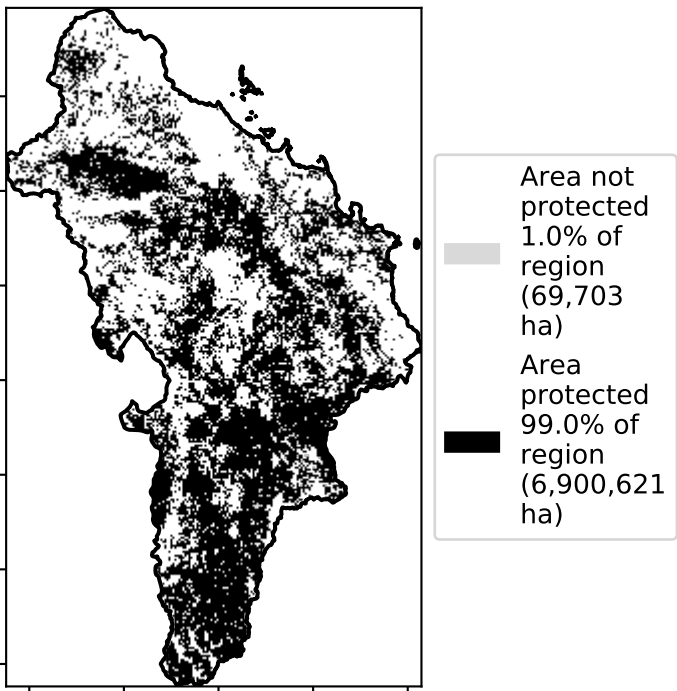 Area not
protected
1.0% of
region
(69,703
ha)
Area
protected
99.0% of
region
(6,900,621
ha)